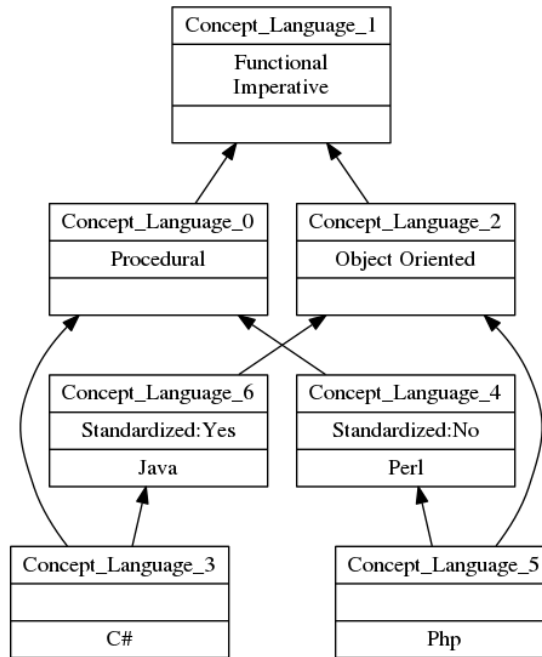 Concept_Language_1
Functional
Imperative
Concept_Language_0
Procedural
Concept_Language_2
Object Oriented
Concept_Language_6
Standardized:Yes
Java
Concept_Language_4
Standardized:No
Perl
Concept_Language_3
C#
Concept_Language_5
Php